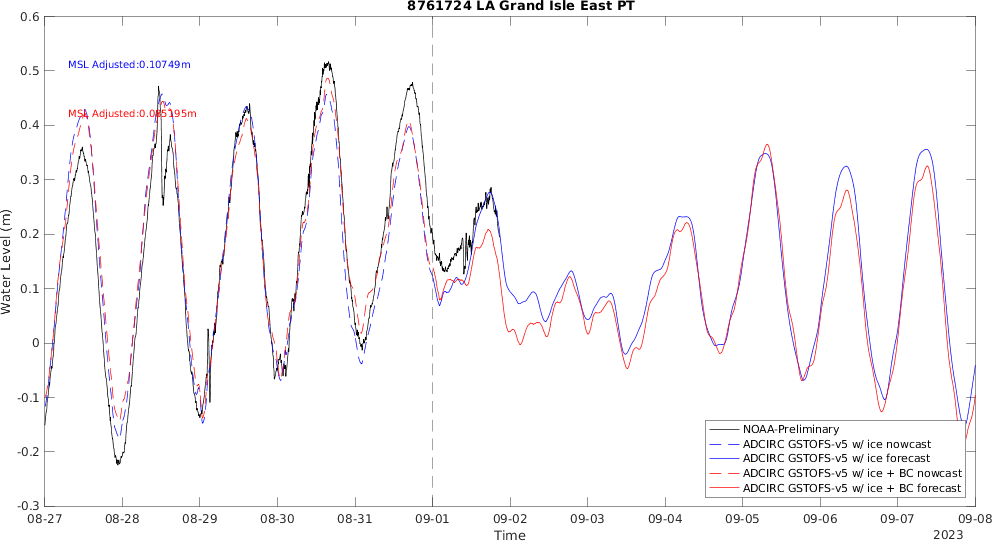 8761724 LA Grand Isle East PT
0.6
0.5
0.4
0.3
0.2
0.1
0
-0.1
-0.2
-0.3
Water Level (m)
MSL Adjusted:0.10749m
MSL Adjusted:0.085195m
NOAA-Preliminary
ADCIRC GSTOFS-v5 w/ ice nowcast
ADCIRC GSTOFS-v5 w/ ice forecast
ADCIRC GSTOFS-v5 w/ ice + BC nowcast
ADCIRC GSTOFS-v5 w/ ice + BC forecast
08-27 08-28 08-29 08-30 08-31 09-01 09-02 09-03 09-04 09-05 09-06 09-07 09-08
Time
2023